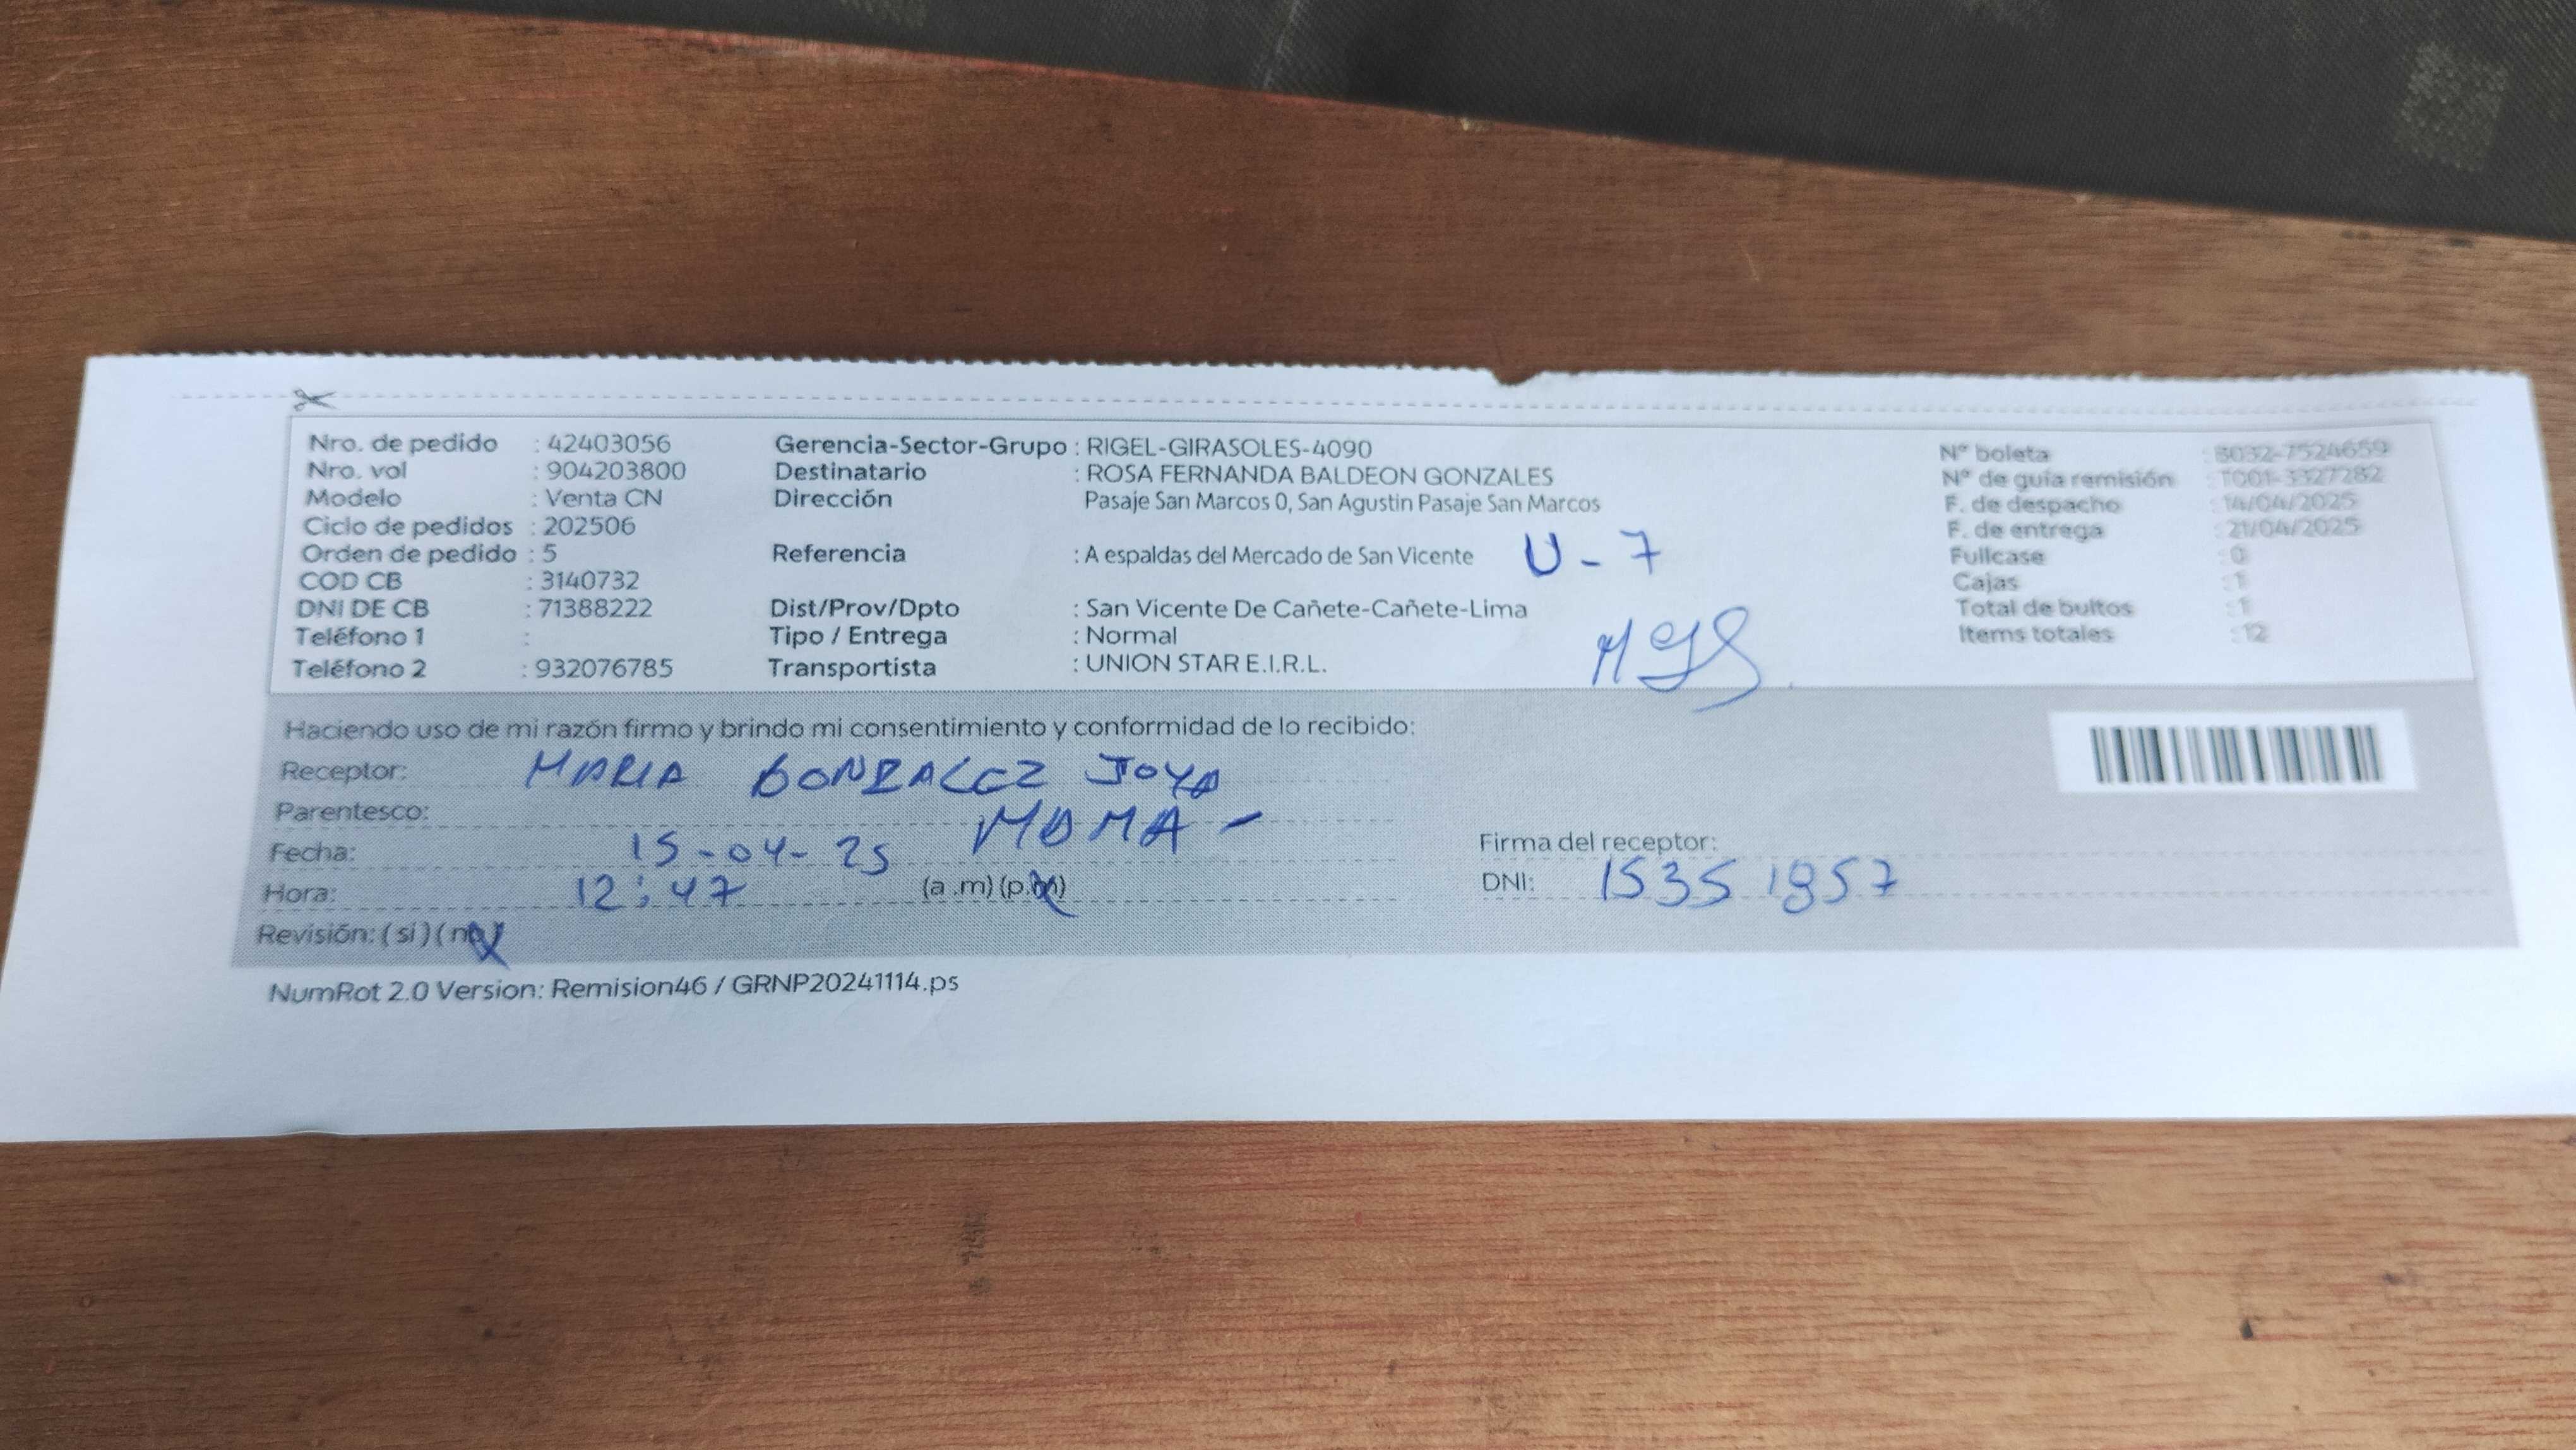 Nro. de pedido : 42403056
Nro. vol : 904203800
Modelo : Venta CN
Ciclo de pedidos : 202506
Orden de pedido : 5
COD CB : 3140732
DNI DE CB : 71388222
Teléfono 1 :
Teléfono 2 : 932076785
Gerencia-Sector-Grupo : RIGEL-GIRASOLES-4090
Destinatario : ROSA FERNANDA BALDEON GONZALES
Dirección Pasaje San Marcos 0, San Agustin Pasaje San Marcos
Referencia : A espaldas del Mercado de San Vicente U-7
Dist/Prov/Dpto : San Vicente De Cañete-Cañete-Lima
Tipo / Entrega : Normal
Transportista : UNION STAR E.I.R.L.
N° boleta : B032-7524659
N° de guía remisión : T001-3327282
F. de despacho : 14/04/2025
F. de entrega : 21/04/2025
Fullcase : 0
Cajas : 1
Total de bultos : 1
Items totales : 12
Haciendo uso de mi razón firmo y brindo mi consentimiento y conformidad de lo recibido:
Receptor: MARIA GONZALEZ JOYA
Parentesco: MAMA -
Fecha: 15-04-25
Hora: 12:47 (a.m) (p.m)
Revisión: (si) (no)
Firma del receptor:
DNI: 15351857
NumRot 2.0 Version: Remision46 / GRNP20241114.ps